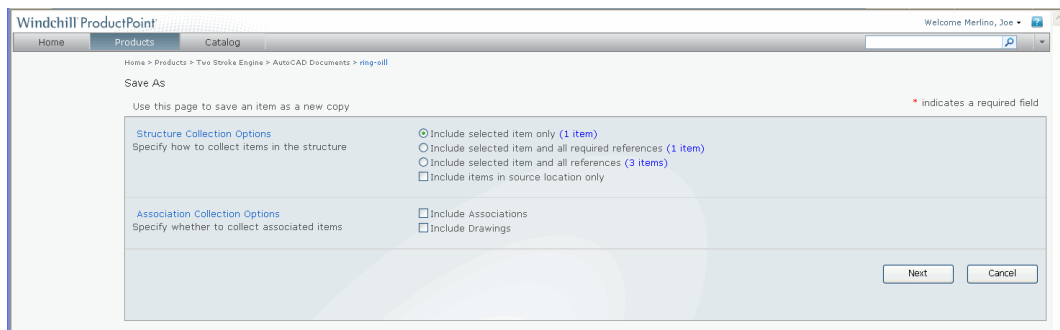 Windchill ProductPoint
Welcome Merlino, Joe
Home Products Catalog
Home > Products > Two Stroke Engine > AutoCAD Documents > ring-oill
Save As
Use this page to save an item as a new copy
* indicates a required field
Structure Collection Options
Specify how to collect items in the structure
Include selected item only (1 item)
Include selected item and all required references (1 item)
Include selected item and all references (3 items)
Include items in source location only
Association Collection Options
Specify whether to collect associated items
Include Associations
Include Drawings
Next Cancel